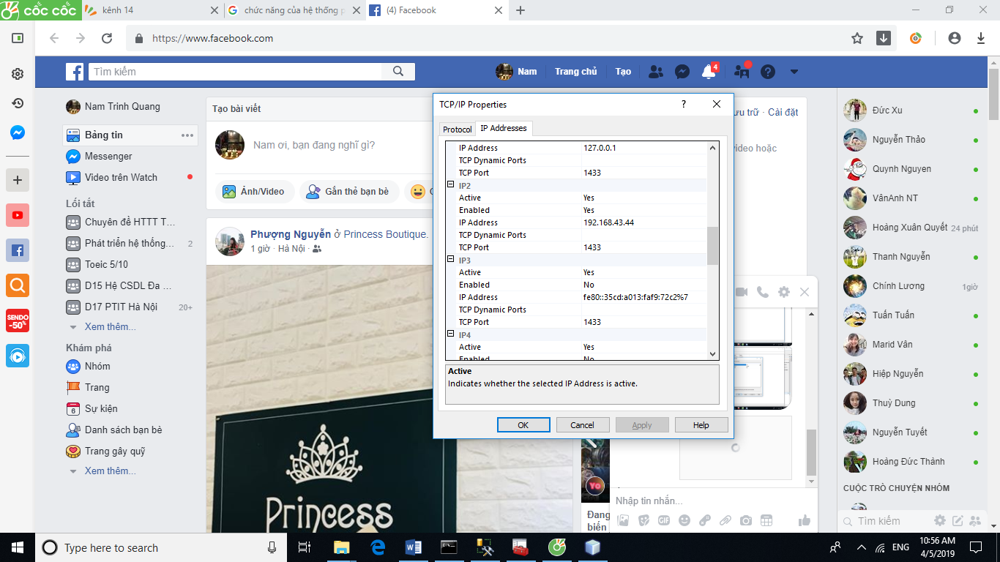 cốc cốc
kênh 14
chức năng của hệ thống p
(4) Facebook
https://www.facebook.com
Tìm kiếm
Nam
Trang chủ
Tạo
4
Nam Trinh Quang
Bảng tin
Messenger
Video trên Watch
Lối tắt
Chuyên đề HTTT T...
Phát triển hệ thống... 2
Toeic 5/10
D15 Hệ CSDL Đa ...
D17 PTIT Hà Nội 20+
Xem thêm...
Khám phá
Nhóm
Trang
Sự kiện
6
Danh sách bạn bè
Trang gây quỹ
Xem thêm...
SENDO
-50%
Tạo bài viết
Nam ơi, bạn đang nghĩ gì?
Ảnh/Video
Gắn thẻ bạn bè
Phượng Nguyễn ở Princess Boutique.
1 giờ · Hà Nội ·
Princess
TCP/IP Properties
?
Protocol
IP Addresses
IP Address 127.0.0.1
TCP Dynamic Ports
TCP Port 1433
IP2
Active Yes
Enabled Yes
IP Address 192.168.43.44
TCP Dynamic Ports
TCP Port 1433
IP3
Active Yes
Enabled No
IP Address fe80::35cd:a013:faf9:72c2%7
TCP Dynamic Ports
TCP Port 1433
IP4
Active Yes
Enabled No
Active
Indicates whether the selected IP Address is active.
OK
Cancel
Apply
Help
ưu trữ · Cài đặt
video hoặc
Yo
Đang
biến
Nhập tin nhắn...
GIF
Đức Xu
Nguyễn Thảo
Quynh Nguyen
VânAnh NT
Hoàng Xuân Quyết 24 phút
Thanh Nguyễn
Chính Lương 1giờ
Tuấn Tuấn
Marid Vân
Hiệp Nguyễn
Thuỳ Dung
Nguyễn Tuyết
Hoàng Đức Thành
CUỘC TRÒ CHUYỆN NHÓM
Tìm kiếm
Type here to search
ENG
10:56 AM
4/5/2019